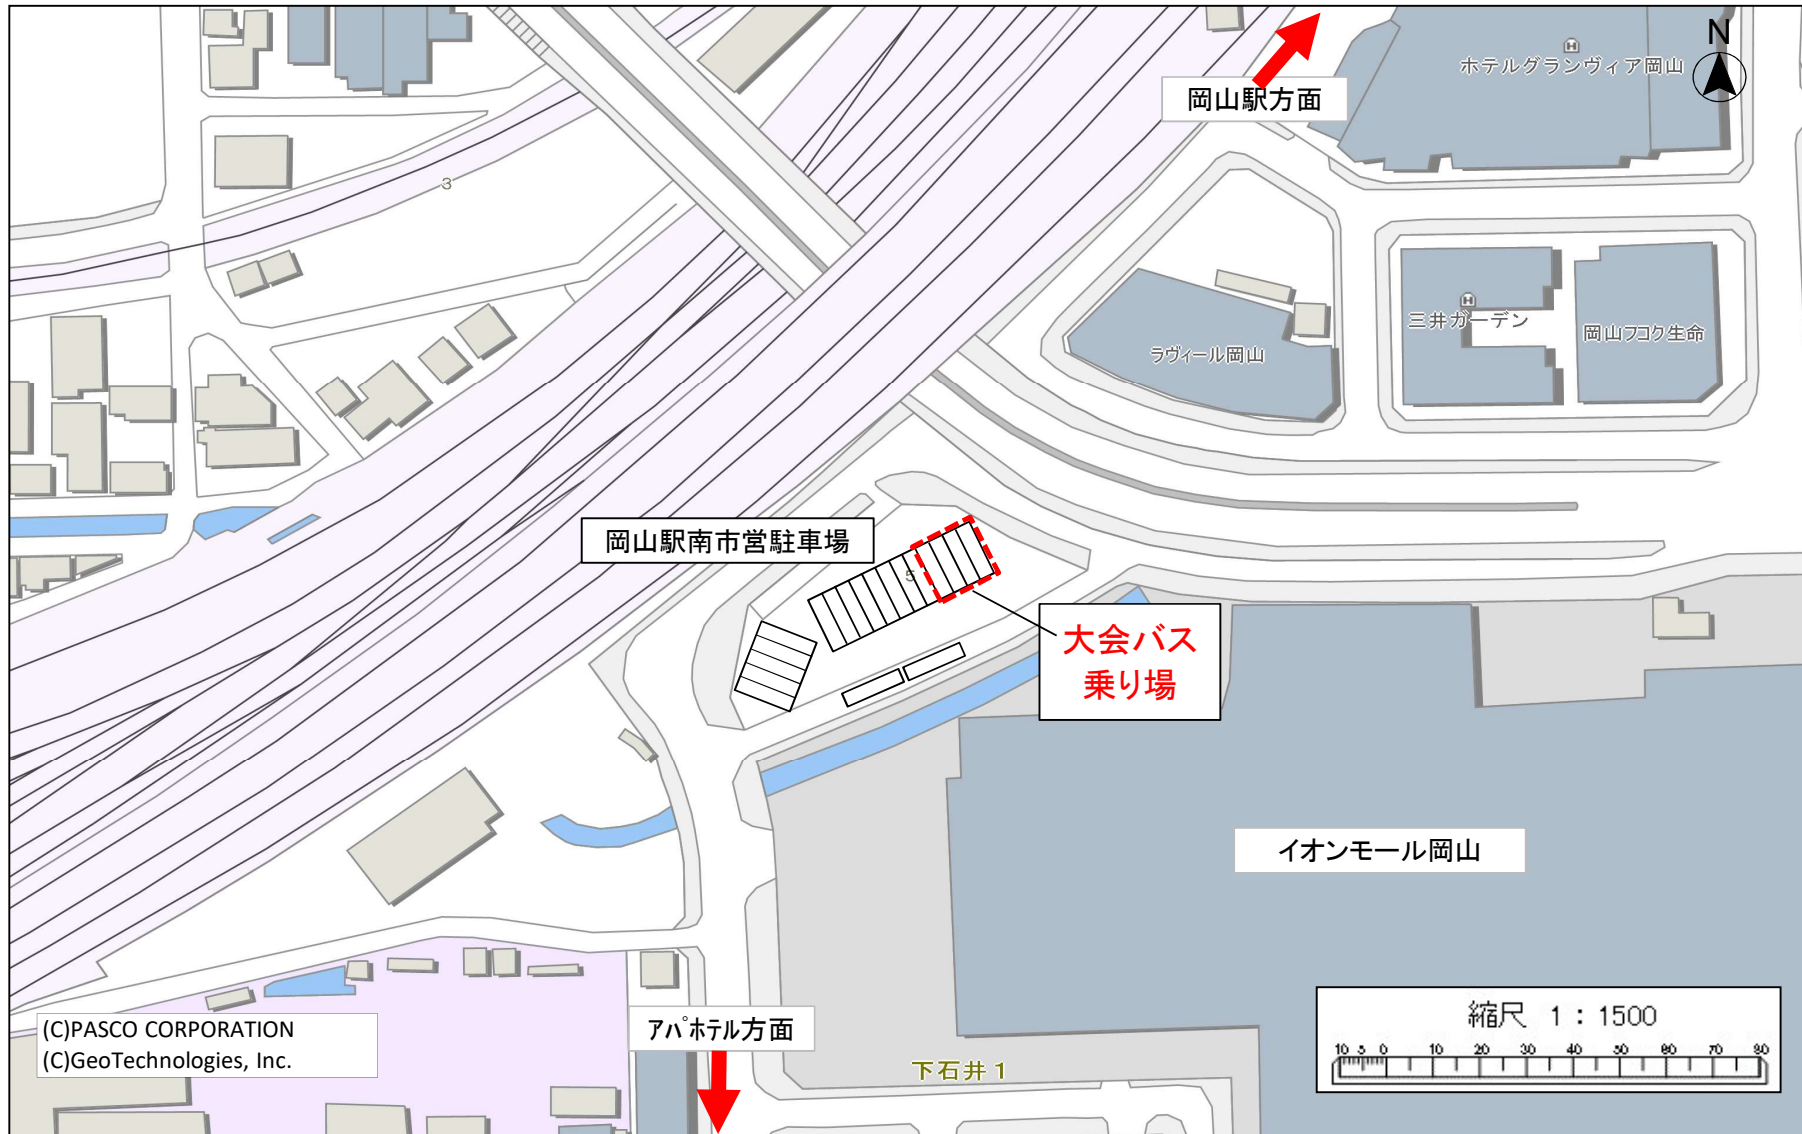 N
ホテルグランヴィア岡山
岡山駅方面
3
三井ガーデン
岡山フコク生命
ラヴィール岡山
岡山駅南市営駐車場
5
大会バス
乗り場
イオンモール岡山
(C)PASCO CORPORATION
(C)GeoTechnologies, Inc.
アパホテル方面
下石井1
縮尺 1：1500
10 5 0 10 20 30 40 50 60 70 80